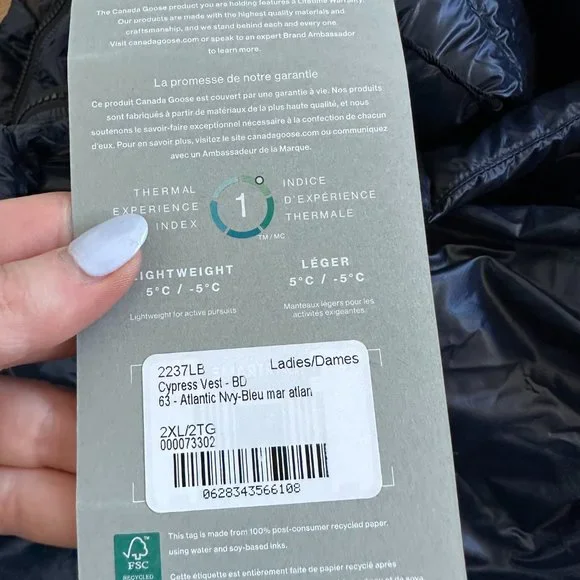 The Canada Goose product you are holding features a Lifetime Warranty.
Our products are made with the highest quality materials and
craftsmanship, and we stand behind each and every one.
Visit canadagoose.com or speak to an expert Brand Ambassador
to learn more.
La promesse de notre garantie
Ce produit Canada Goose est couvert par une garantie à vie. Nos produits
sont fabriqués à partir de matériaux de la plus haute qualité, et nous
soutenons le savoir-faire exceptionnel nécessaire à la confection de chacun
d'eux. Pour en savoir plus, visitez le site canadagoose.com ou communiquez
avec un Ambassadeur de la Marque.
THERMAL
EXPERIENCE
INDEX
1
TM/MC
INDICE
D'EXPÉRIENCE
THERMALE
LIGHTWEIGHT
5°C / -5°C
Lightweight for active pursuits
LÉGER
5°C / -5°C
Manteaux légers pour les
activités exigeantes.
2237LB Ladies/Dames
Cypress Vest - BD
63 - Atlantic Nvy-Bleu mar atlan
2XL/2TG
000073302
0628343566108
FSC
RECYCLED
This tag is made from 100% post-consumer recycled paper,
using water and soy-based inks.
Cette étiquette est entièrement faite de papier recyclé après